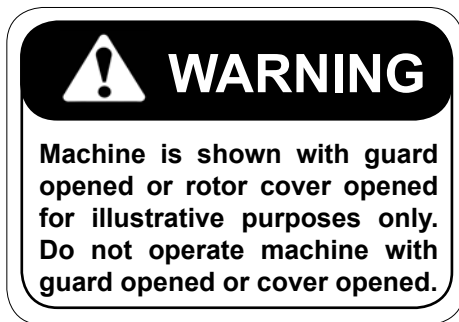 WARNING
Machine is shown with guard
opened or rotor cover opened
for illustrative purposes only.
Do not operate machine with
guard opened or cover opened.